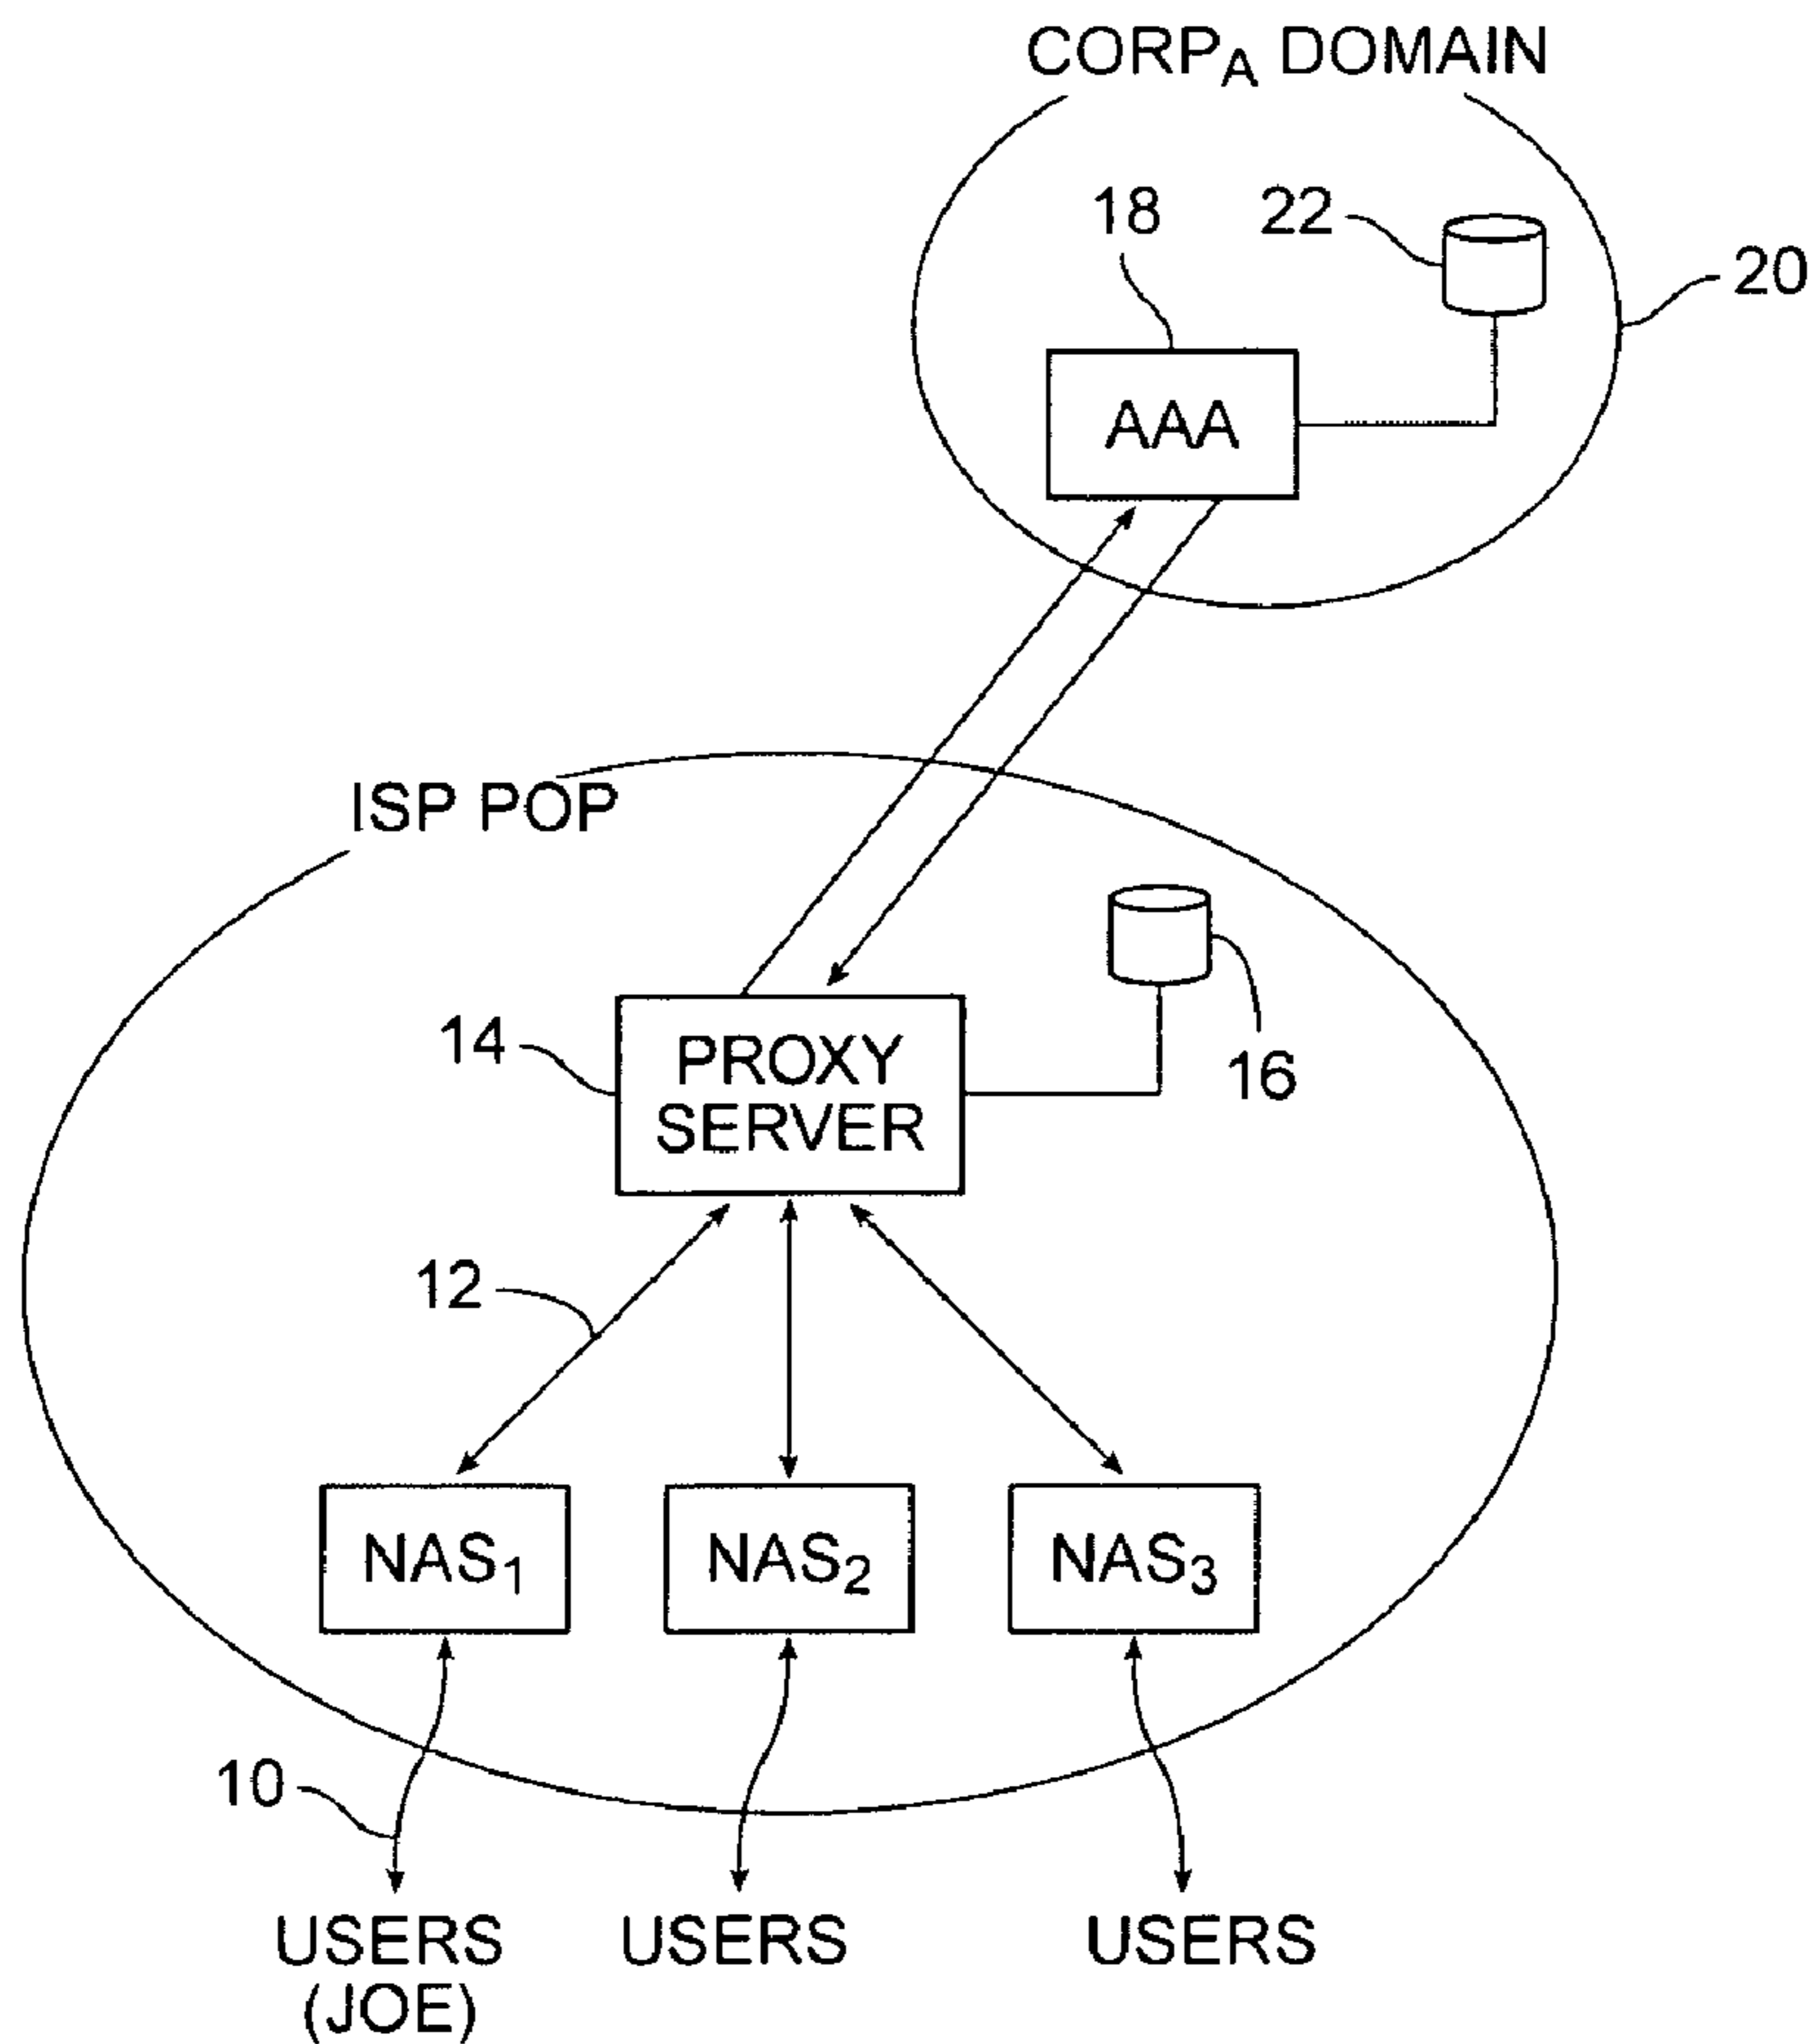 CORPA DOMAIN
18
22
20
AAA
ISP POP
14
PROXY
SERVER
16
12
NAS1
NAS2
NAS3
10
USERS
(JOE)
USERS
USERS